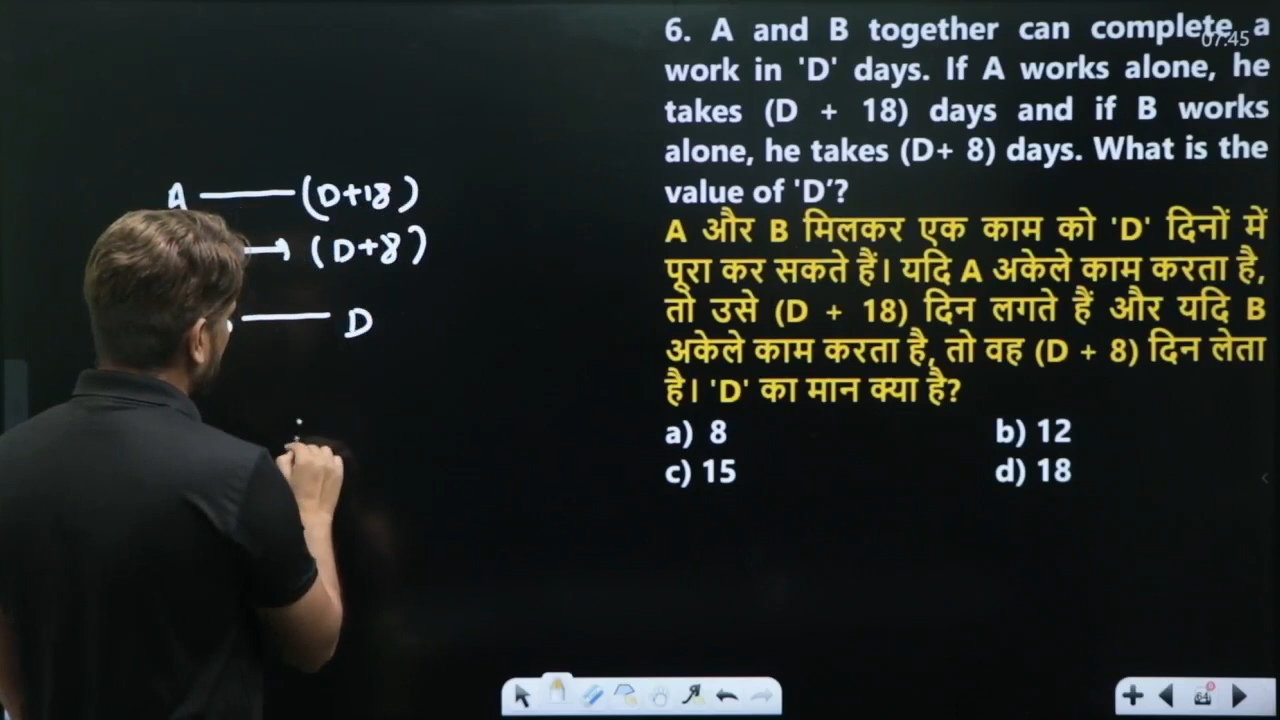 6. A and B together can complete a
07:45
work in 'D' days. If A works alone, he
takes (D + 18) days and if B works
alone, he takes (D+ 8) days. What is the
value of 'D'?
A और B मिलकर एक काम को 'D' दिनों में
पूरा कर सकते हैं। यदि A अकेले काम करता है,
तो उसे (D + 18) दिन लगते हैं और यदि B
अकेले काम करता है, तो वह (D + 8) दिन लेता
है। 'D' का मान क्या है?
a) 8 b) 12
c) 15 d) 18
A — (D+18)
→ (D+8)
— D
64